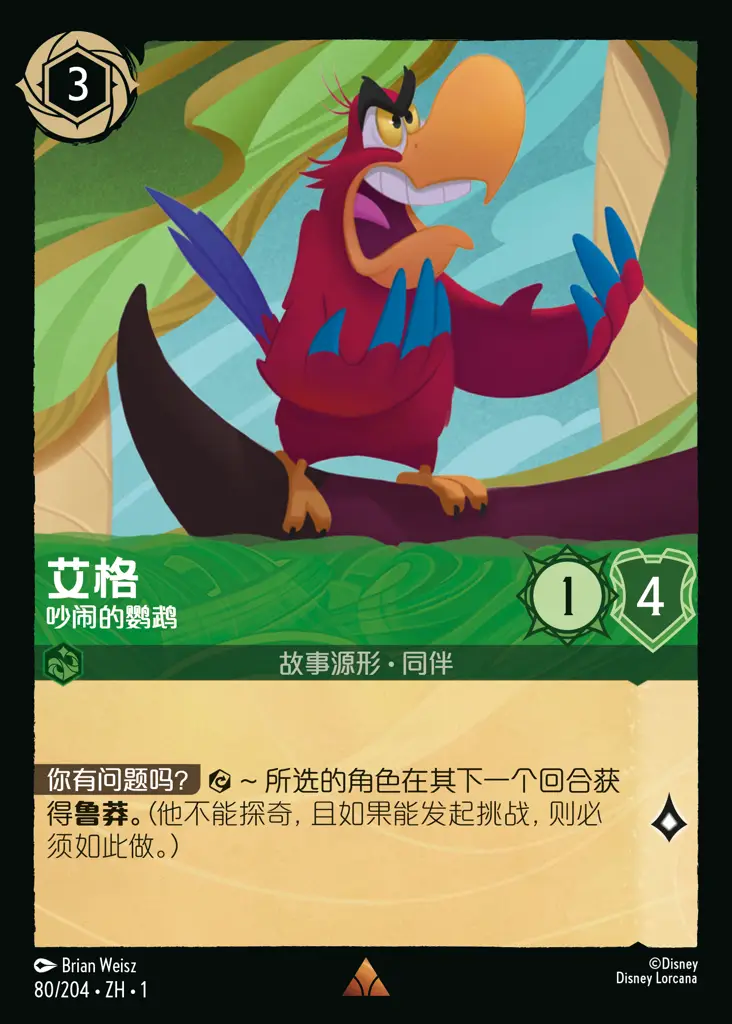 3
艾格
吵闹的鹦鹉
1
4
故事源形 • 同伴
你有问题吗? ~ 所选的角色在其下一个回合获
得鲁莽。(他不能探奇, 且如果能发起挑战, 则必
须如此做。)
Brian Weisz
80/204 • ZH • 1
©Disney
Disney Lorcana